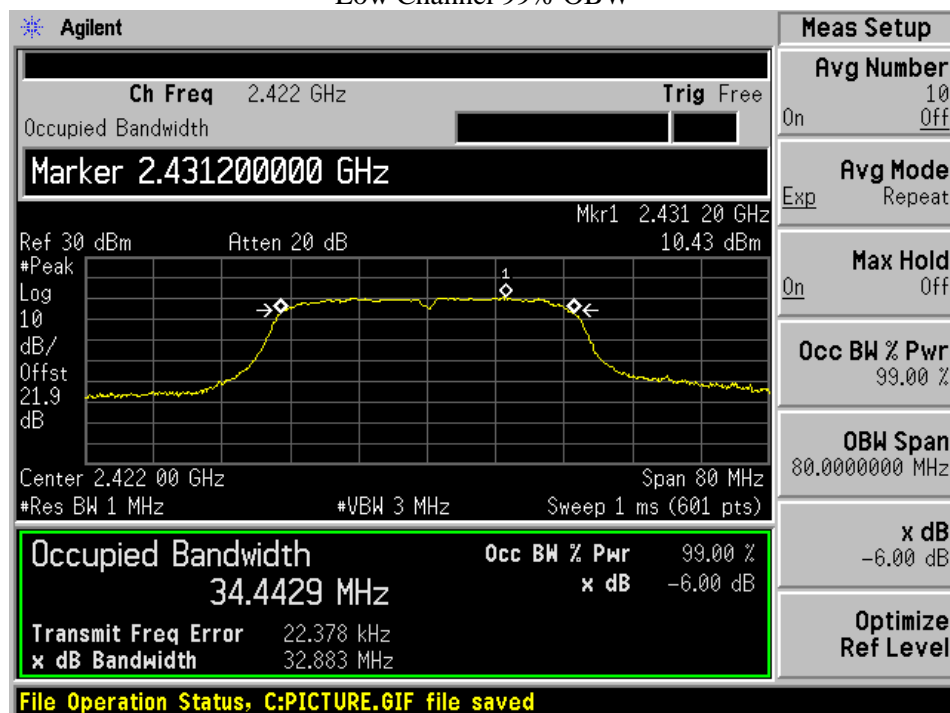 Low Channel 99% OBW
Agilent
Meas Setup
Ch Freq 2.422 GHz
Trig Free
Occupied Bandwidth
Marker 2.431200000 GHz
Mkr1 2.431 20 GHz
Ref 30 dBm Atten 20 dB 10.43 dBm
#Peak
Log
10
dB/
Offst
21.9
dB
1
Center 2.422 00 GHz Span 80 MHz
#Res BW 1 MHz #VBW 3 MHz Sweep 1 ms (601 pts)
Occupied Bandwidth
34.4429 MHz
Occ BW % Pwr 99.00 %
x dB -6.00 dB
Transmit Freq Error 22.378 kHz
x dB Bandwidth 32.883 MHz
File Operation Status, C:PICTURE.GIF file saved
Avg Number
10
On Off
Avg Mode
Exp Repeat
Max Hold
On Off
Occ BW % Pwr
99.00 %
OBW Span
80.0000000 MHz
x dB
-6.00 dB
Optimize
Ref Level